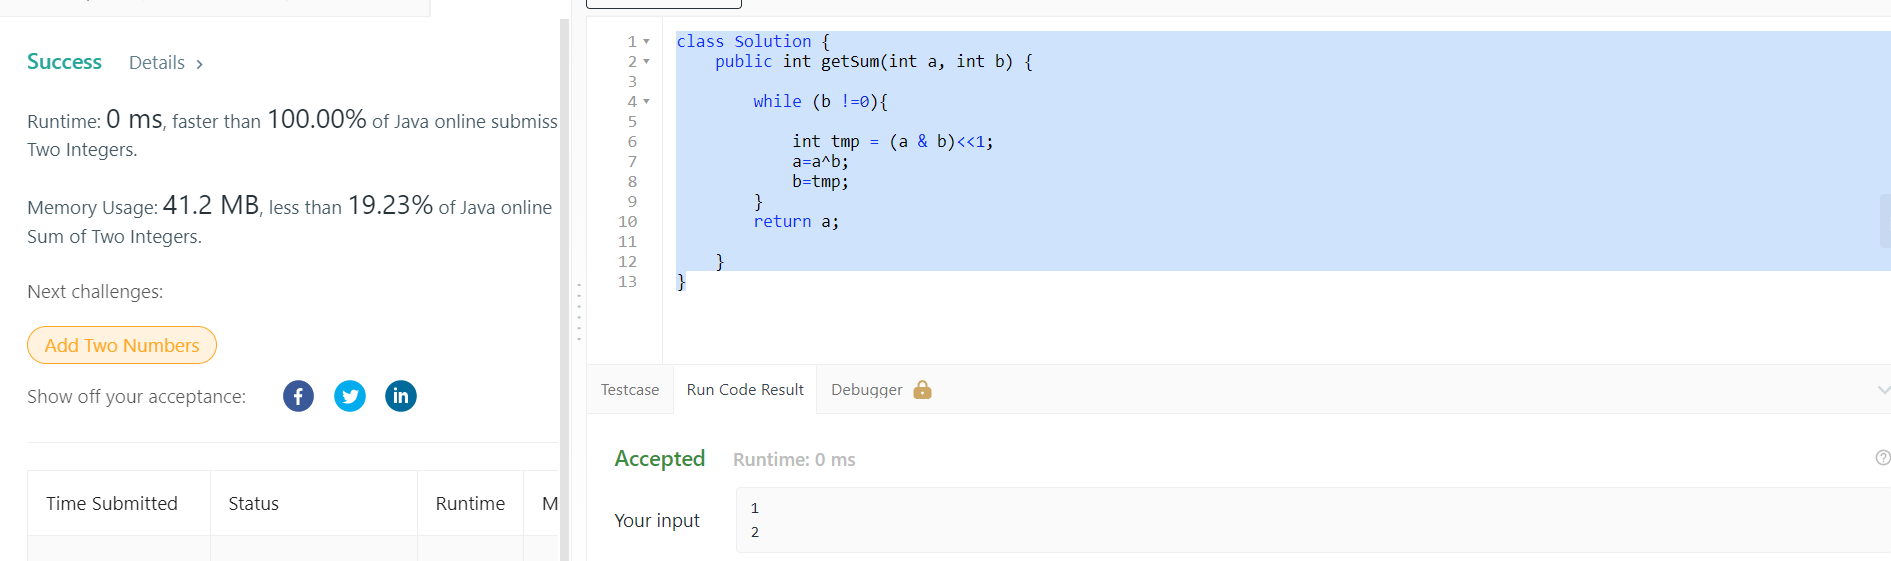 Success Details >
Runtime: 0 ms, faster than 100.00% of Java online submiss
Two Integers.
Memory Usage: 41.2 MB, less than 19.23% of Java online
Sum of Two Integers.
Next challenges:
Add Two Numbers
Show off your acceptance:
f
in
Time Submitted Status Runtime M
1 class Solution {
2 public int getSum(int a, int b) {
3
4 while (b !=0){
5
6 int tmp = (a & b)<<1;
7 a=a^b;
8 b=tmp;
9 }
10 return a;
11
12 }
13 }
Testcase Run Code Result Debugger
Accepted Runtime: 0 ms
?
Your input
1
2